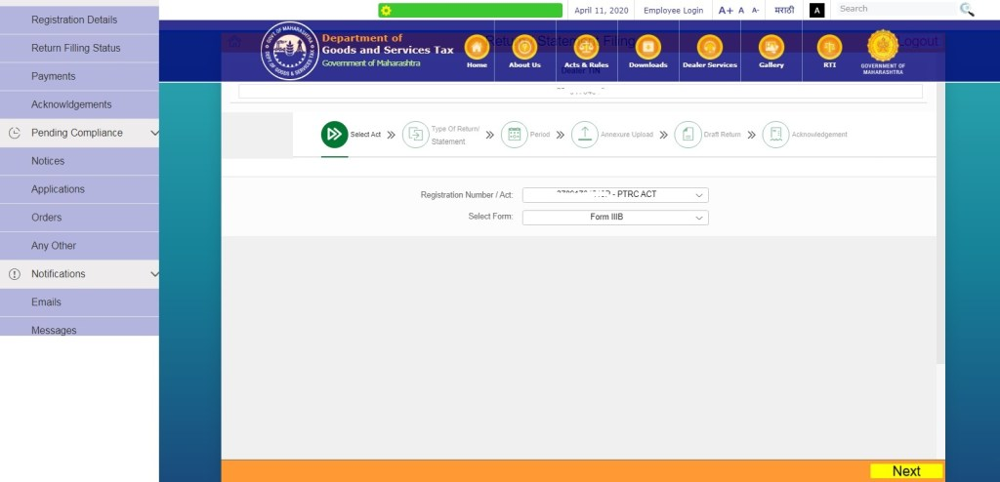 Registration Details
Return Filling Status
Payments
Acknowldgements
Pending Compliance
Notices
Applications
Orders
Any Other
Notifications
Emails
Messages
April 11, 2020
Employee Login
A+ A A-
मराठी
A
Search
Department of
Goods and Services Tax
Government of Maharashtra
Home
About Us
Acts & Rules
Downloads
Dealer Services
Gallery
RTI
GOVERNMENT OF
MAHARASHTRA
Statement Filing
Logout
Dealer TIN
Select Act
Type Of Return/
Statement
Period
Annexure Upload
Draft Return
Acknowledgement
Registration Number / Act:
- PTRC ACT
Select Form:
Form IIIB
Next